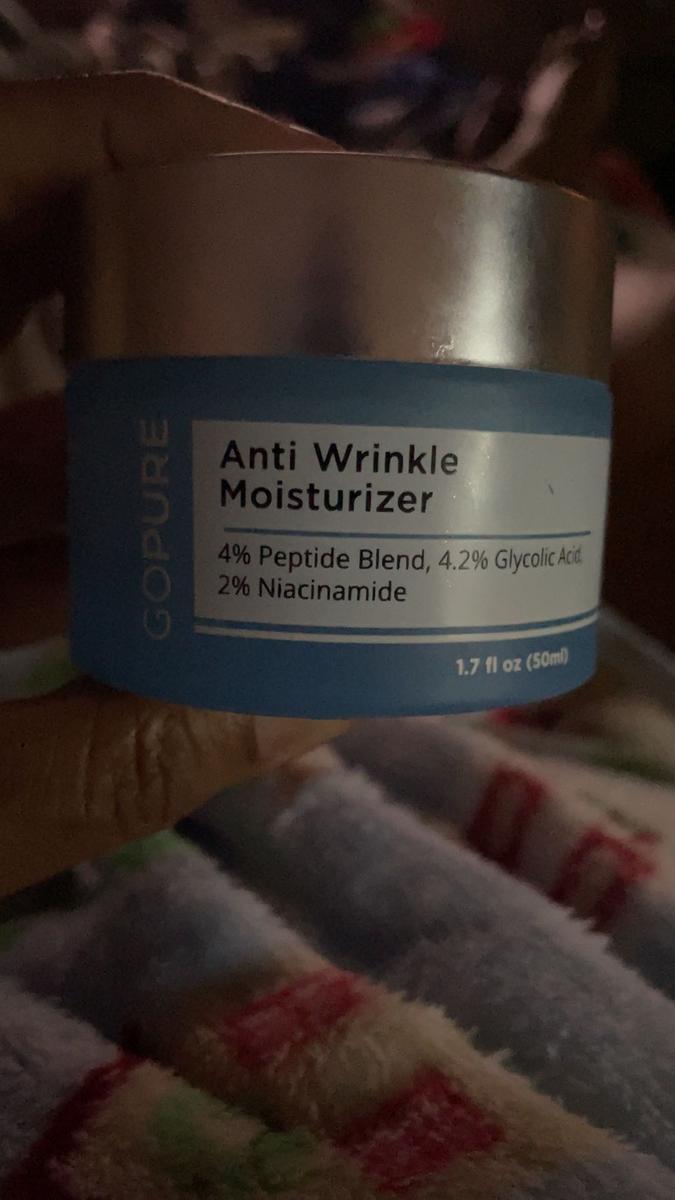 GOPURE
Anti Wrinkle
Moisturizer
4% Peptide Blend, 4.2% Glycolic Acid,
2% Niacinamide
1.7 fl oz (50ml)